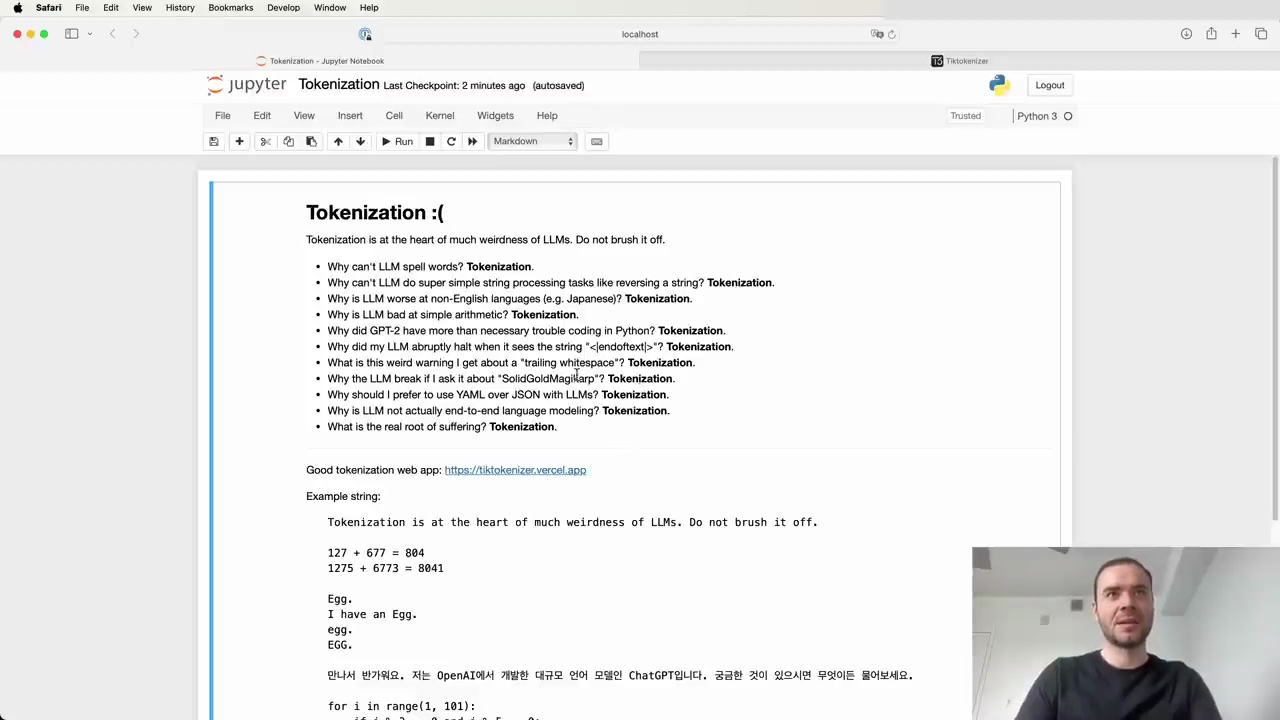 Safari File Edit View History Bookmarks Develop Window Help
localhost
Tokenization - Jupyter Notebook
Tiktokenizer
jupyter Tokenization Last Checkpoint: 2 minutes ago (autosaved)
Logout
File Edit View Insert Cell Kernel Widgets Help
Trusted
Python 3
Run
Markdown
Tokenization :(
Tokenization is at the heart of much weirdness of LLMs. Do not brush it off.
• Why can't LLM spell words? Tokenization.
• Why can't LLM do super simple string processing tasks like reversing a string? Tokenization.
• Why is LLM worse at non-English languages (e.g. Japanese)? Tokenization.
• Why is LLM bad at simple arithmetic? Tokenization.
• Why did GPT-2 have more than necessary trouble coding in Python? Tokenization.
• Why did my LLM abruptly halt when it sees the string "<|endoftext|>"? Tokenization.
• What is this weird warning I get about a "trailing whitespace"? Tokenization.
• Why the LLM break if I ask it about "SolidGoldMagikarp"? Tokenization.
• Why should I prefer to use YAML over JSON with LLMs? Tokenization.
• Why is LLM not actually end-to-end language modeling? Tokenization.
• What is the real root of suffering? Tokenization.
Good tokenization web app: https://tiktokenizer.vercel.app
Example string:
Tokenization is at the heart of much weirdness of LLMs. Do not brush it off.
127 + 677 = 804
1275 + 6773 = 8041
Egg.
I have an Egg.
egg.
EGG.
만나서 반가워요. 저는 OpenAI에서 개발한 대규모 언어 모델인 ChatGPT입니다. 궁금한 것이 있으시면 무엇이든 물어보세요.
for i in range(1, 101):